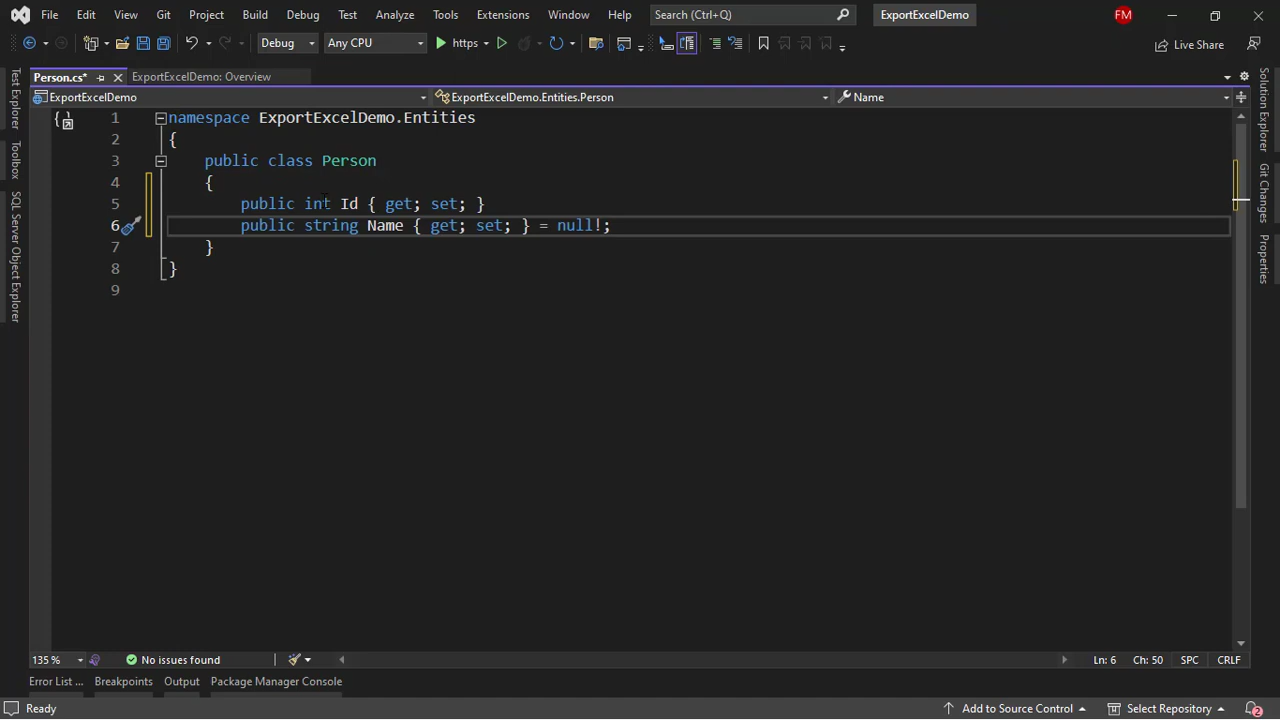 File Edit View Git Project Build Debug Test Analyze Tools Extensions Window Help Search (Ctrl+Q) ExportExcelDemo FM
Debug Any CPU https Live Share
Person.cs* ExportExcelDemo: Overview
ExportExcelDemo ExportExcelDemo.Entities.Person Name
1 namespace ExportExcelDemo.Entities
2 {
3 public class Person
4 {
5 public int Id { get; set; }
6 public string Name { get; set; } = null!;
7 }
8 }
9
Test Explorer
Toolbox
SQL Server Object Explorer
Solution Explorer
Git Changes
Properties
135 % No issues found Ln: 6 Ch: 50 SPC CRLF
Error List ... Breakpoints Output Package Manager Console
Ready Add to Source Control Select Repository 2